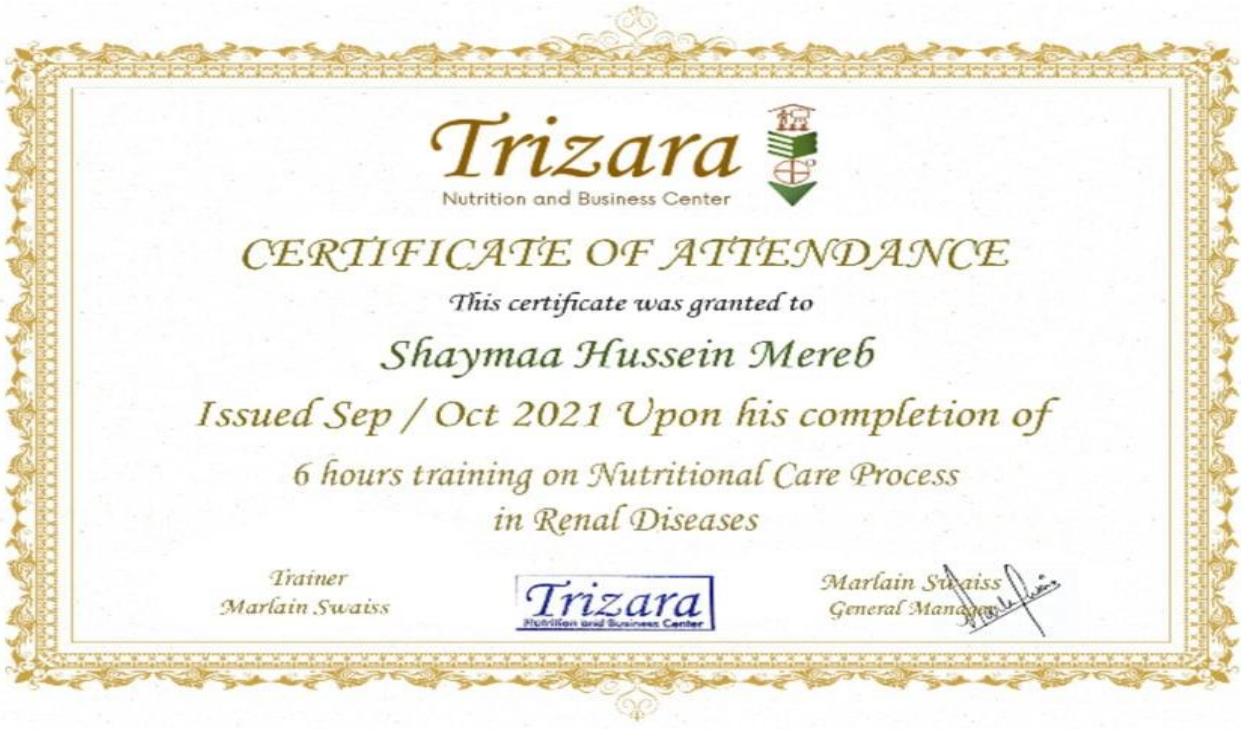 Trizara
Nutrition and Business Center
CERTIFICATE OF ATTENDANCE
This certificate was granted to
Shaymaa Hussein Mereb
Issued Sep / Oct 2021 Upon his completion of
6 hours training on Nutritional Care Process
in Renal Diseases
Trainer
Marlain Swaiss
Trizara
Nutrition and Business Center
Marlain Swaiss
General Manager